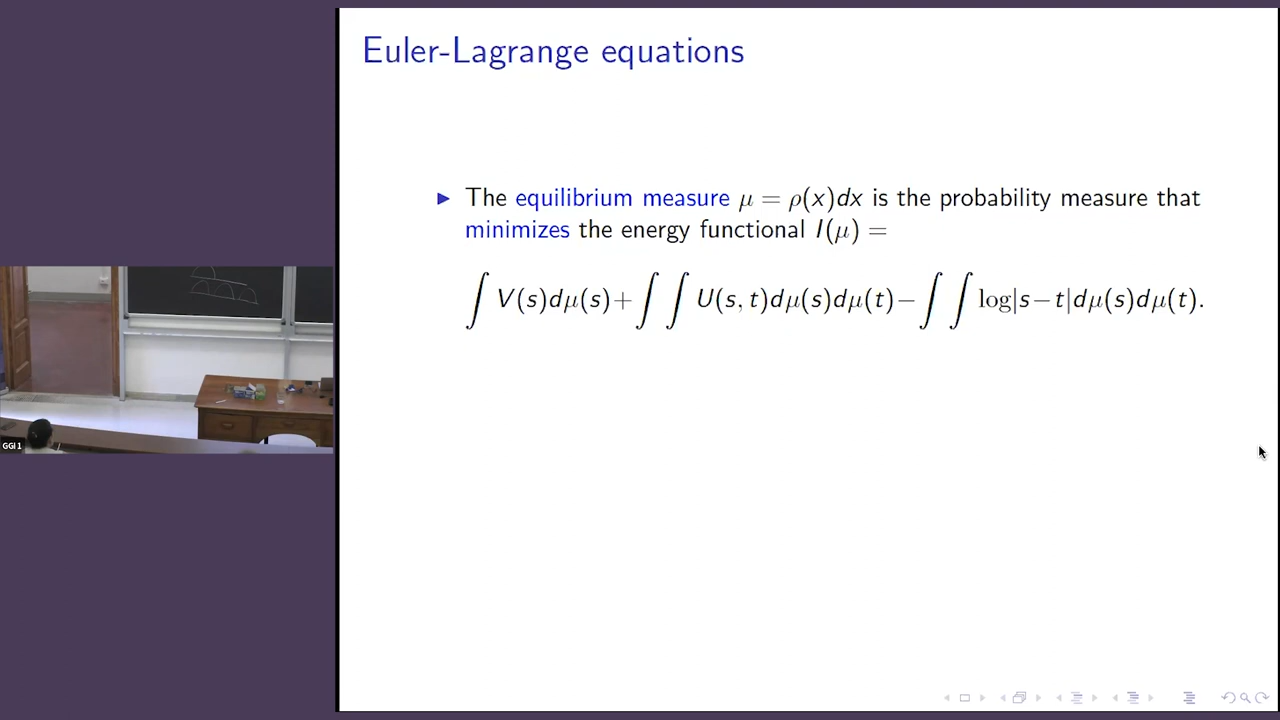 Euler-Lagrange equations
▶ The equilibrium measure μ = ρ(x)dx is the probability measure that
minimizes the energy functional I(μ) =
∫ V(s)dμ(s)+ ∫ ∫ U(s, t)dμ(s)dμ(t)− ∫ ∫ log|s−t|dμ(s)dμ(t).
GGI 1